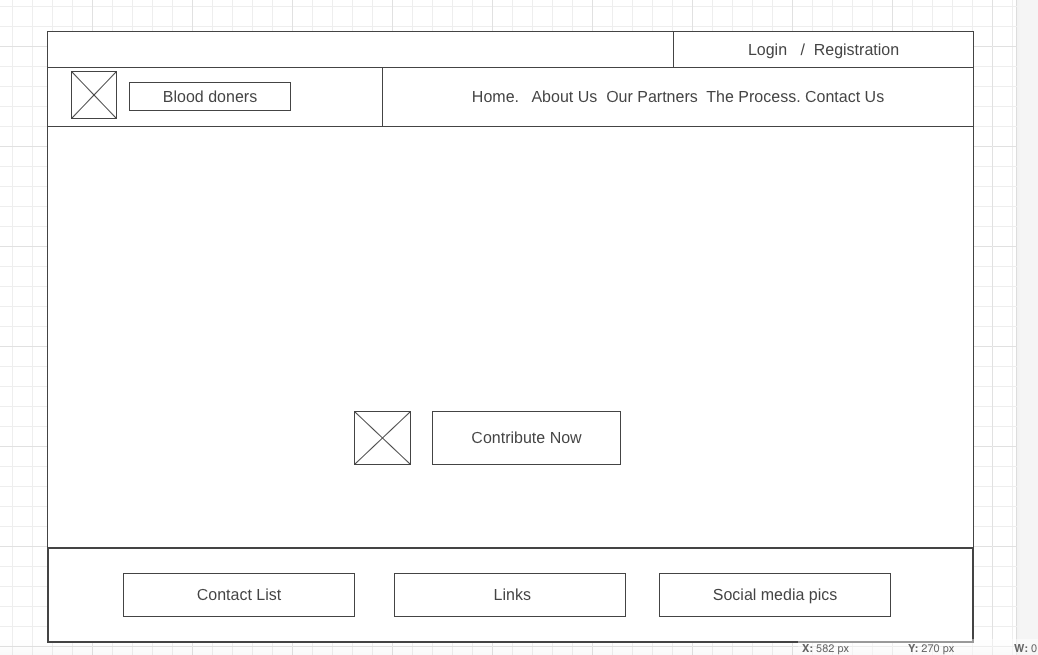 Login / Registration
Blood doners
Home. About Us Our Partners The Process. Contact Us
Contribute Now
Contact List
Links
Social media pics
X: 582 px Y: 270 px W: 0